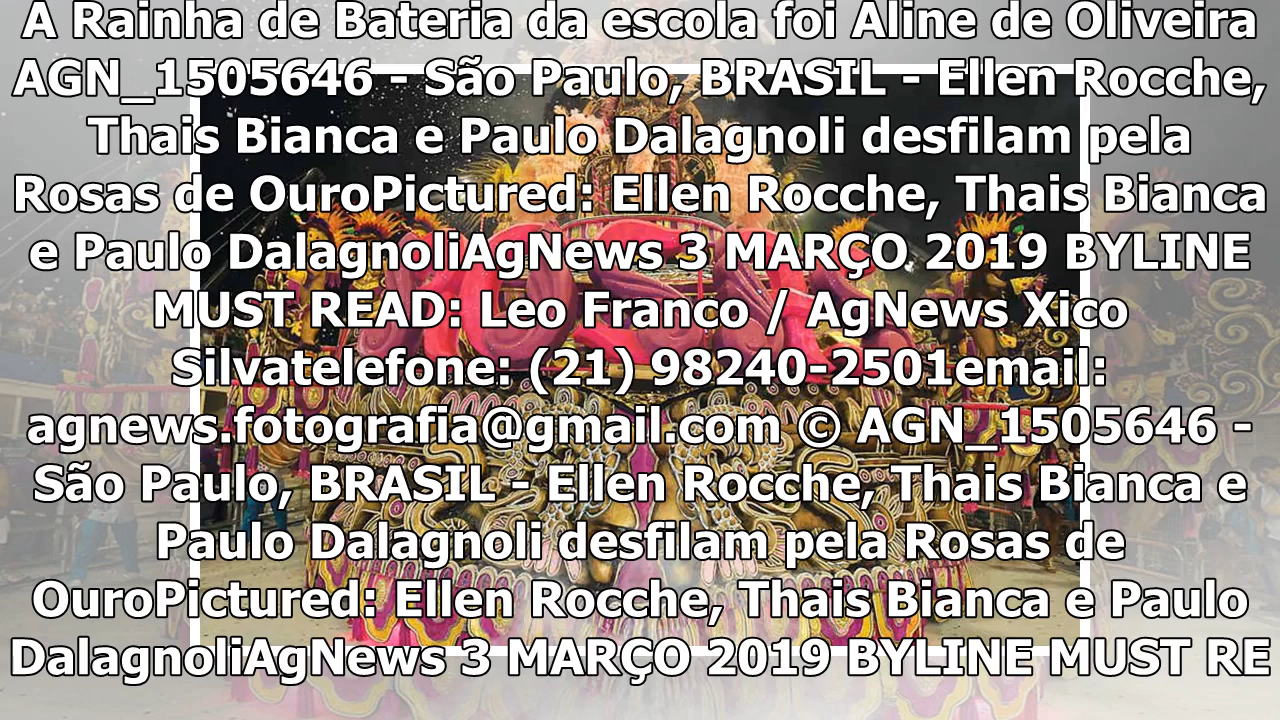 A Rainha de Bateria da escola foi Aline de Oliveira
AGN_1505646 - São Paulo, BRASIL - Ellen Rocche,
Thais Bianca e Paulo Dalagnoli desfilam pela
Rosas de OuroPictured: Ellen Rocche, Thais Bianca
e Paulo DalagnoliAgNews 3 MARÇO 2019 BYLINE
MUST READ: Leo Franco / AgNews Xico
Silvatelefone: (21) 98240-2501email:
agnews.fotografia@gmail.com © AGN_1505646 -
São Paulo, BRASIL - Ellen Rocche, Thais Bianca e
Paulo Dalagnoli desfilam pela Rosas de
OuroPictured: Ellen Rocche, Thais Bianca e Paulo
DalagnoliAgNews 3 MARÇO 2019 BYLINE MUST RE